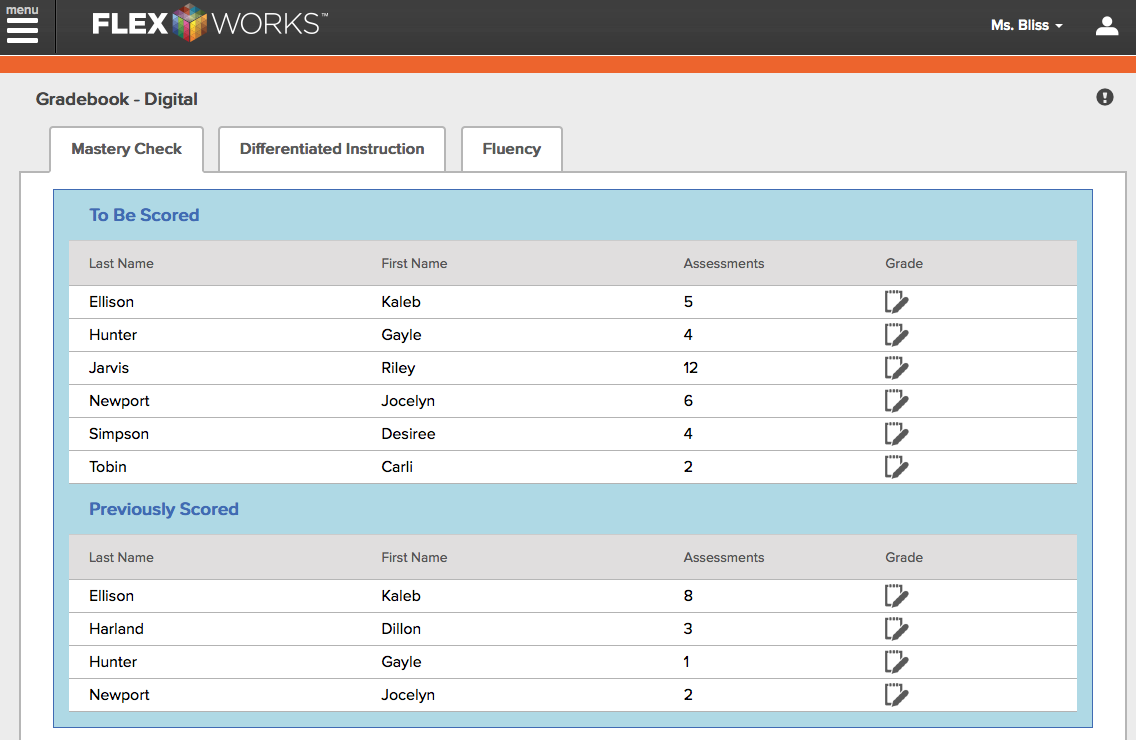 menu
FLEXWORKS™
Ms. Bliss
Gradebook - Digital
Mastery Check Differentiated Instruction Fluency
To Be Scored
Last Name First Name Assessments Grade
Ellison Kaleb 5
Hunter Gayle 4
Jarvis Riley 12
Newport Jocelyn 6
Simpson Desiree 4
Tobin Carli 2
Previously Scored
Last Name First Name Assessments Grade
Ellison Kaleb 8
Harland Dillon 3
Hunter Gayle 1
Newport Jocelyn 2